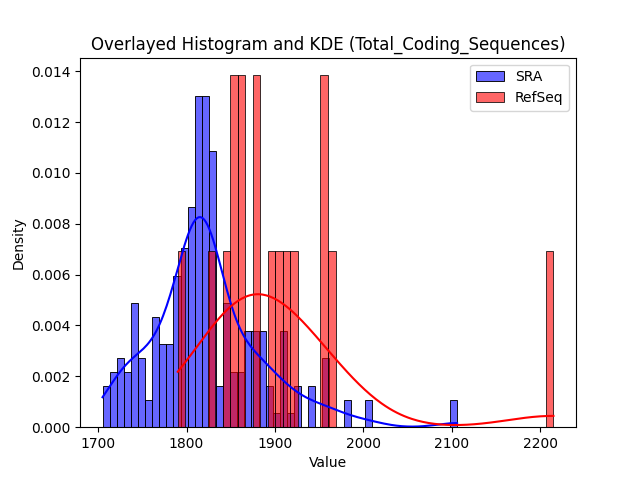 Overlayed Histogram and KDE (Total_Coding_Sequences)
SRA
RefSeq
0.014
0.012
0.010
0.008
0.006
0.004
0.002
0.000
Density
1700 1800 1900 2000 2100 2200
Value